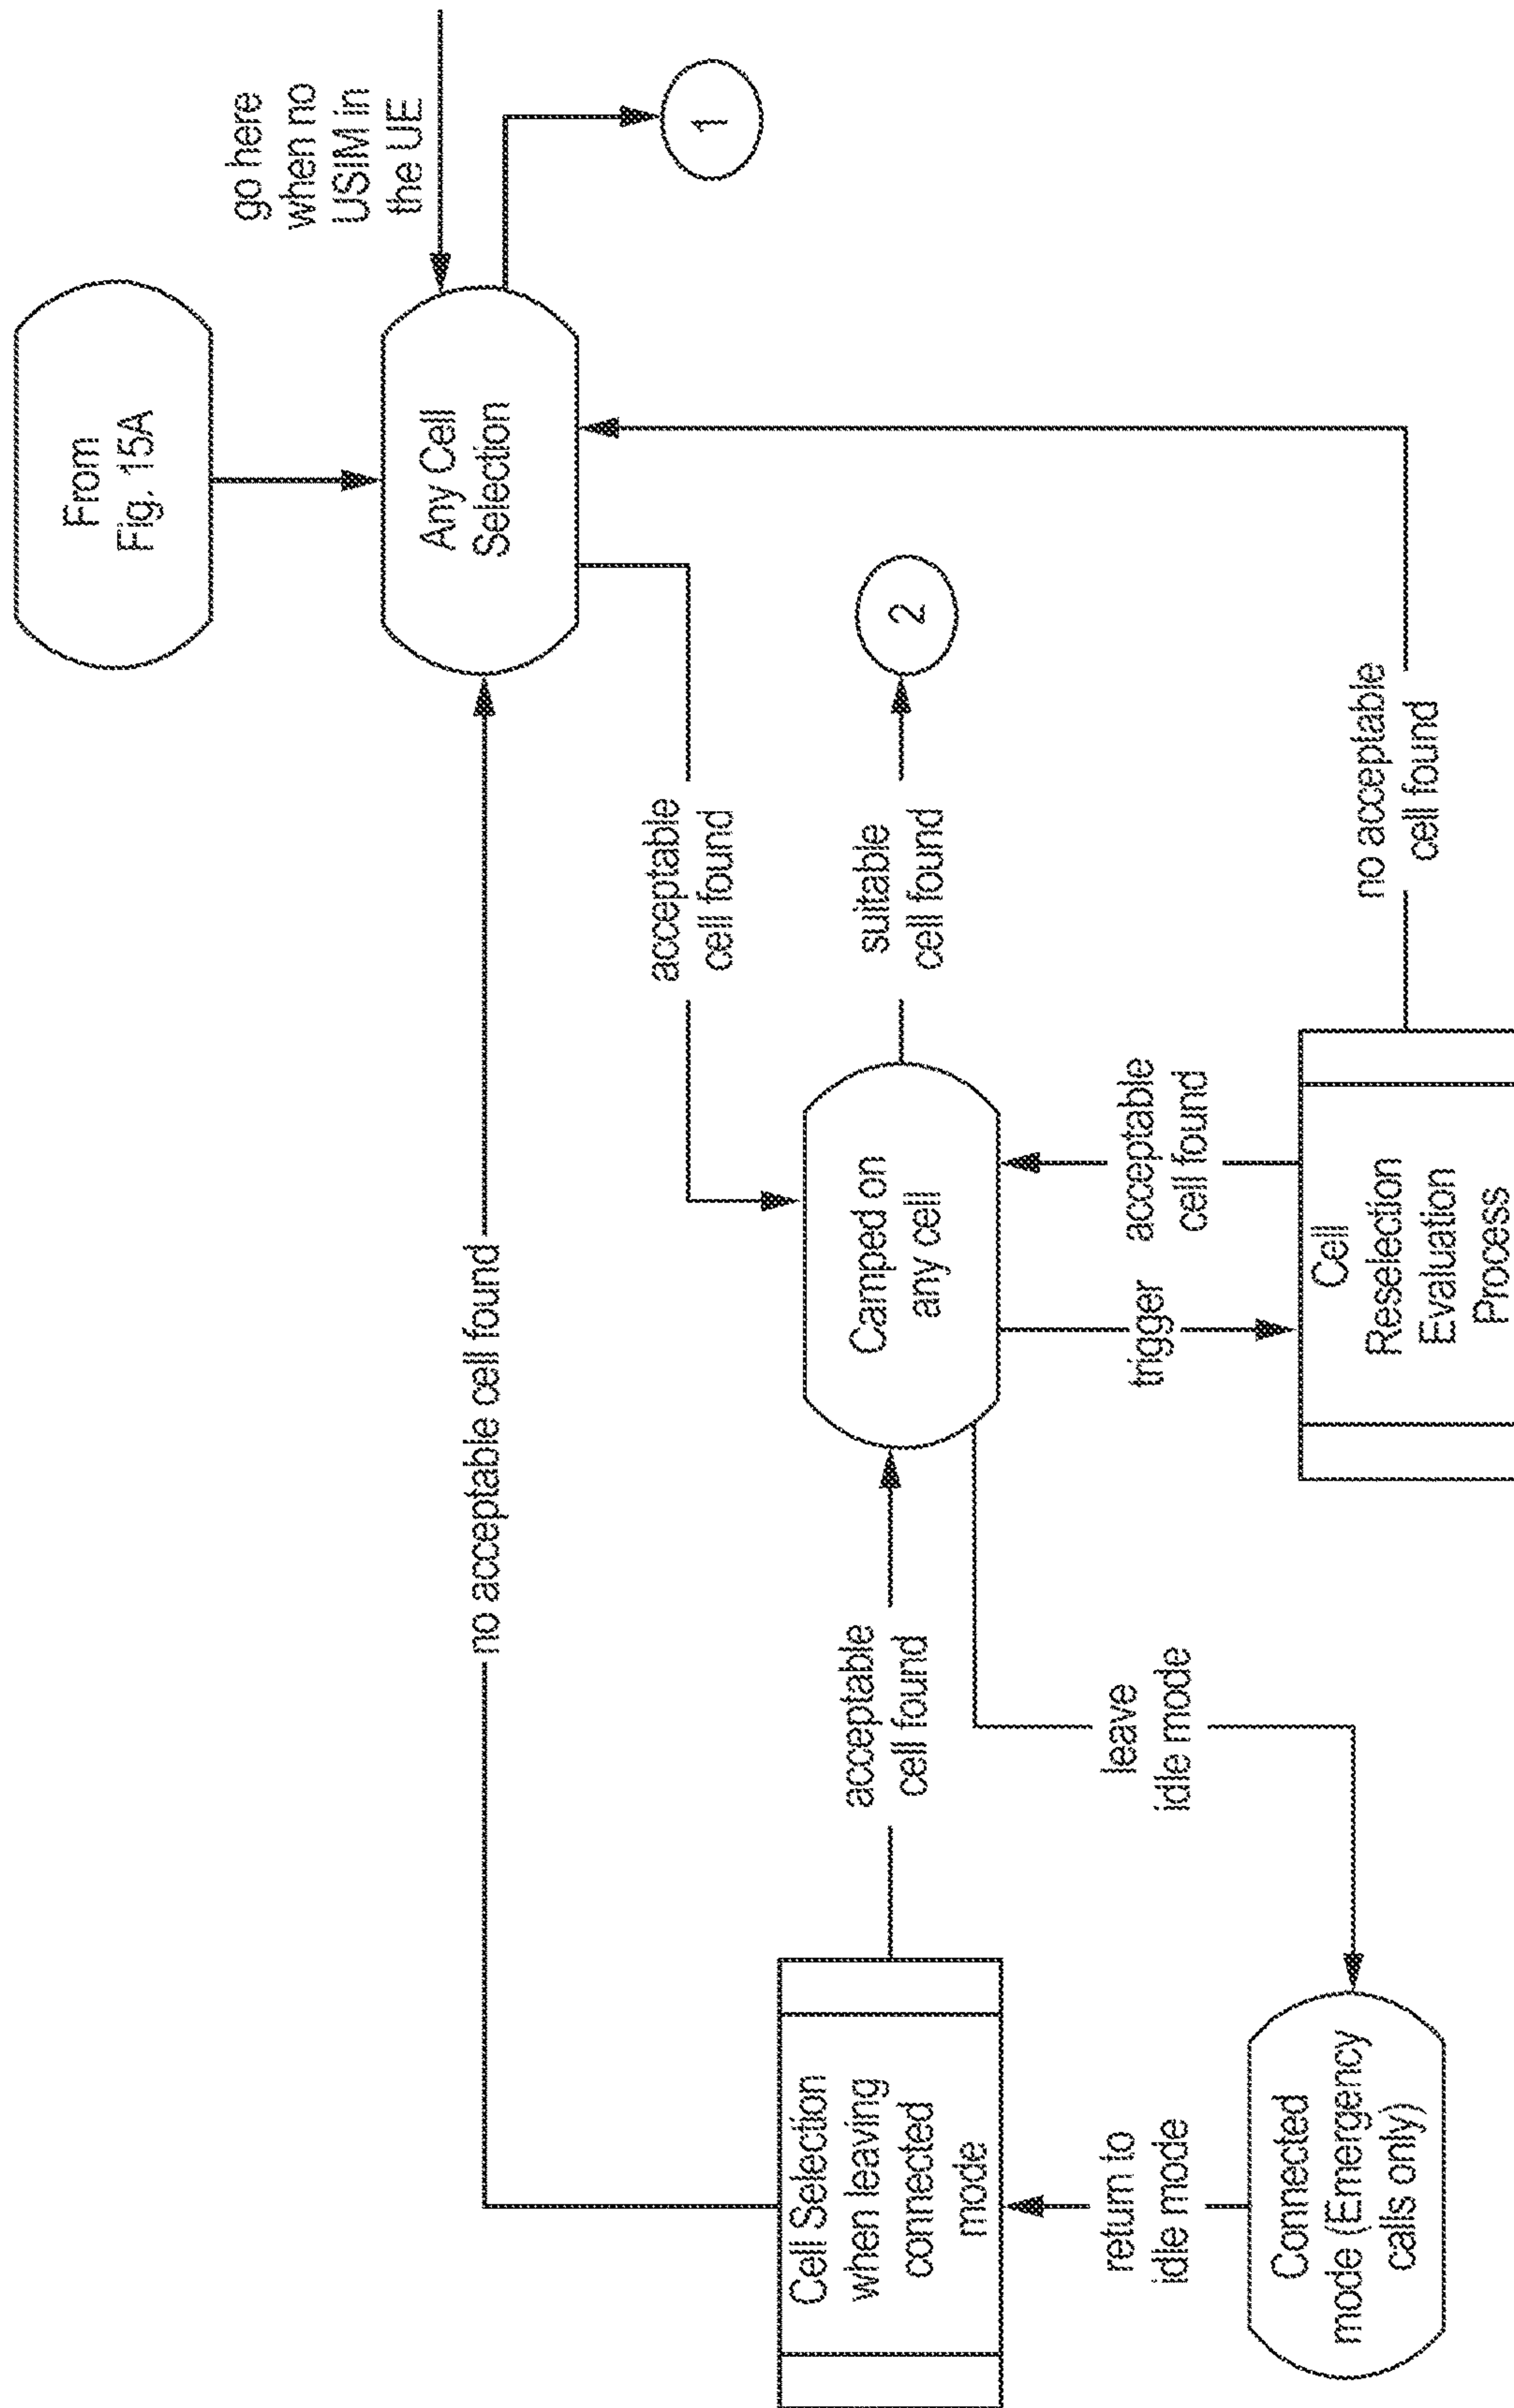 From
Fig. 15A
go here
when no
USIM in
the UE
Any Cell
Selection
1
no acceptable cell found
acceptable
cell found
2
suitable
cell found
Cell Selection
when leaving
connected
mode
acceptable
cell found
Camped on
any cell
return to
idle mode
leave
idle mode
trigger
acceptable
cell found
no acceptable
cell found
Connected
mode (Emergency
calls only)
Cell
Reselection
Evaluation
Process